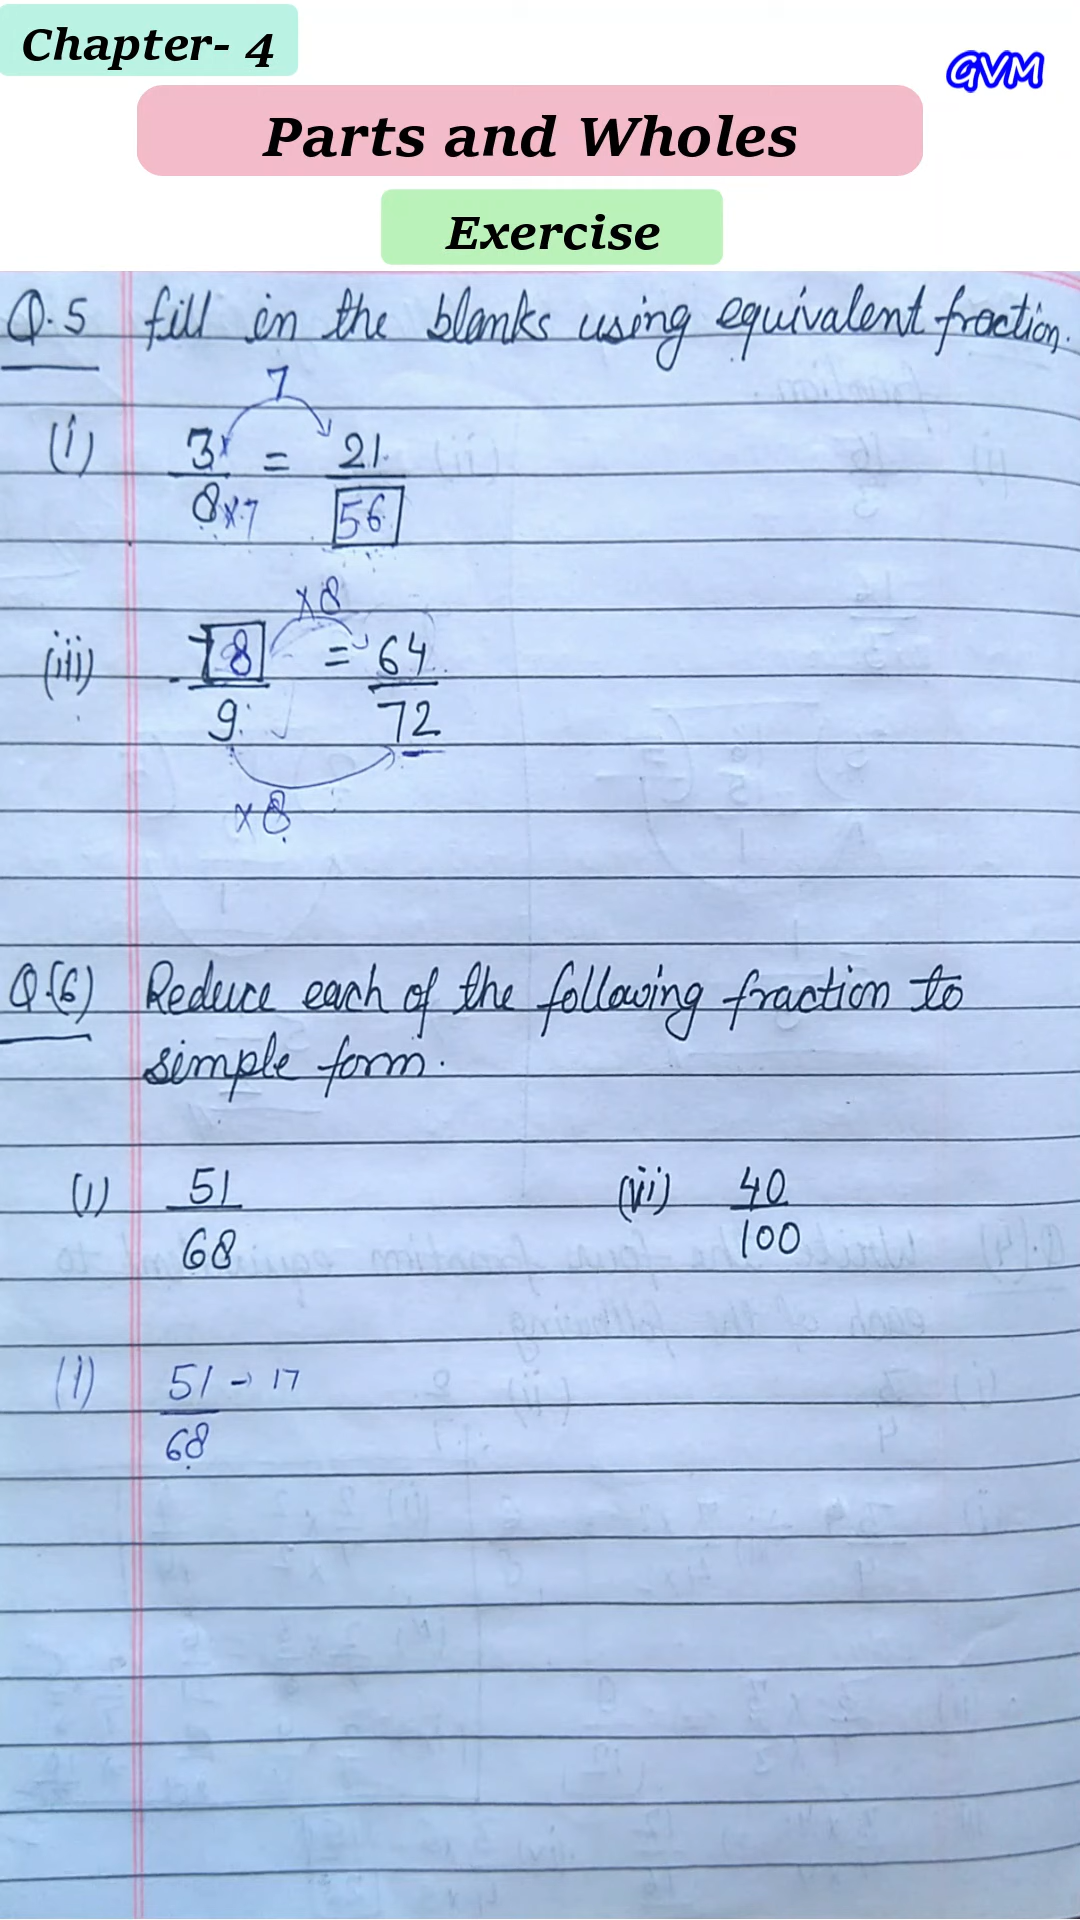 Chapter- 4
GVM
Parts and Wholes
Exercise
Q.5 fill in the blanks using equivalent fraction.
7
(i) 3 = 21
8×7 56
×8
(iii) 8 = 64
9 72
×8
Q.(6) Reduce each of the following fraction to
simple form.
(i) 51 (vii) 40
68 100
(i) 51 → 17
68